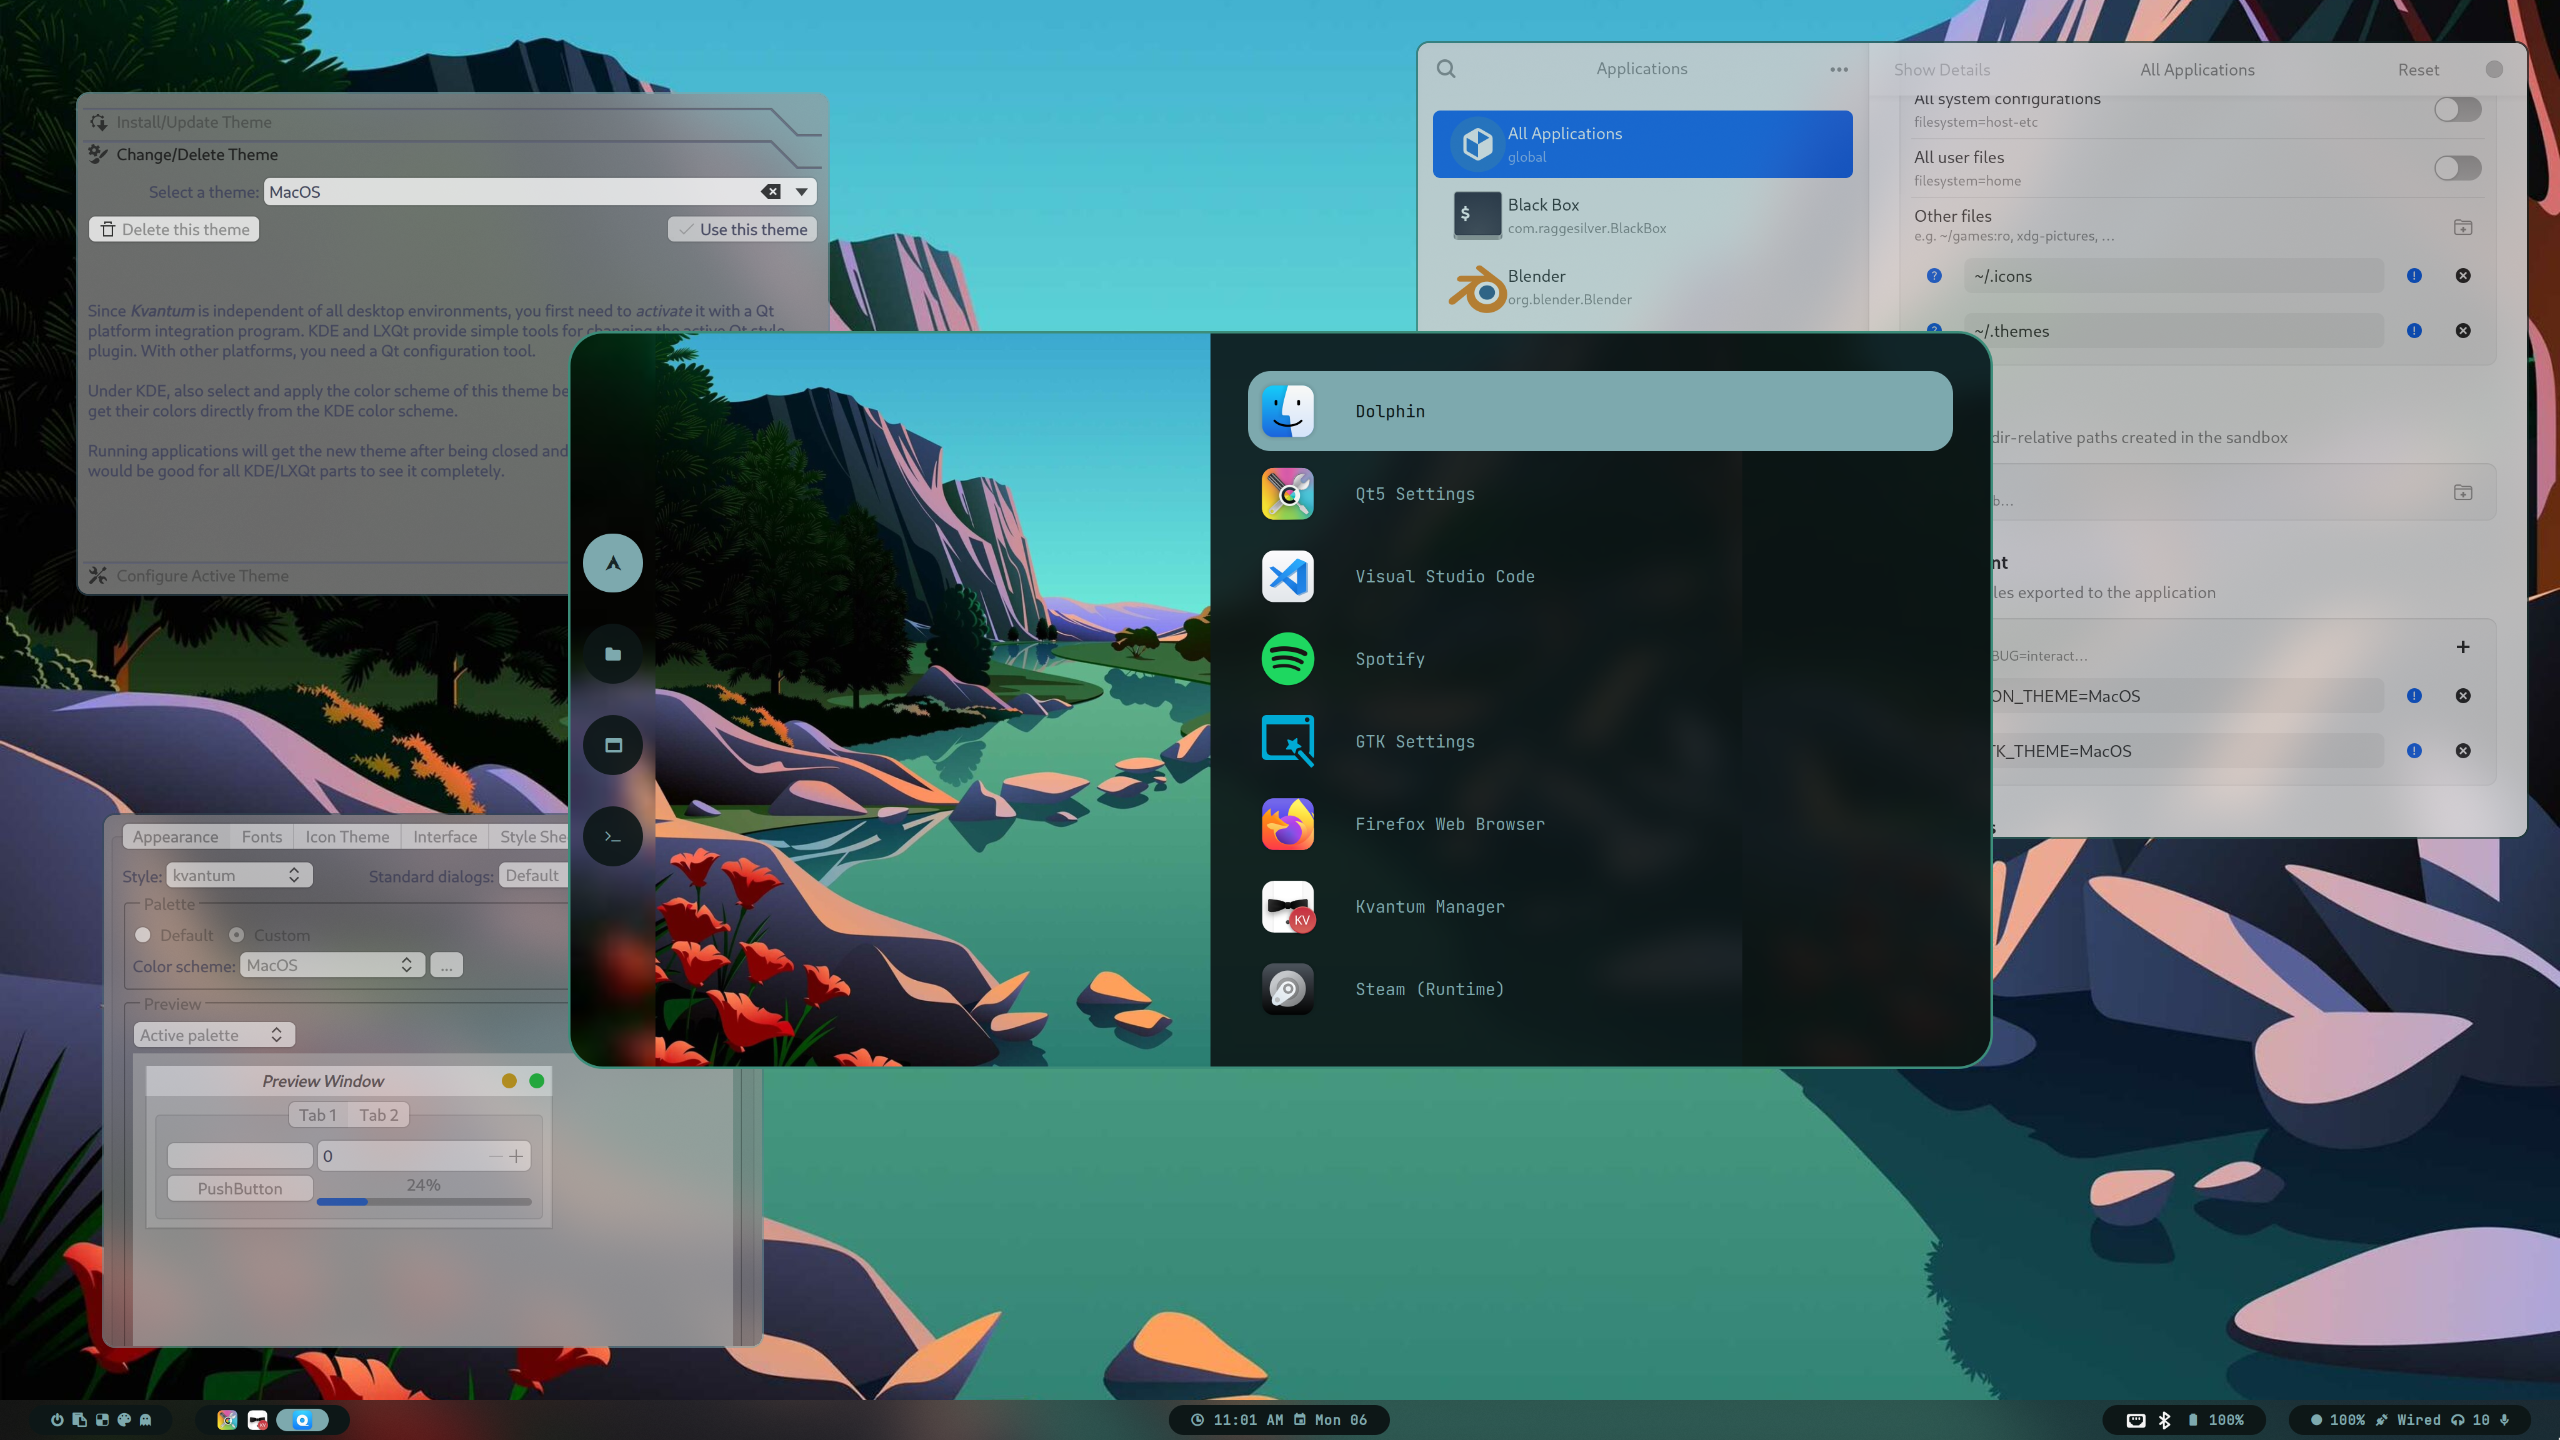 Install/Update Theme
Change/Delete Theme
Select a theme: MacOS
Delete this theme
Use this theme
Since Kvantum is independent of all desktop environments, you first need to activate it with a Qt
platform integration program. KDE and LXQt provide simple tools for changing the active Qt style
plugin. With other platforms, you need a Qt configuration tool.
Under KDE, also select and apply the color scheme of this theme be
get their colors directly from the KDE color scheme.
Running applications will get the new theme after being closed and
would be good for all KDE/LXQt parts to see it completely.
Configure Active Theme
Applications
All Applications
global
Black Box
com.raggesilver.BlackBox
Blender
org.blender.Blender
Show Details
All Applications
Reset
All system configurations
filesystem=host-etc
All user files
filesystem=home
Other files
e.g. ~/games:ro, xdg-pictures, ...
~/.icons
~/.themes
dir-relative paths created in the sandbox
b...
nt
les exported to the application
BUG=interact...
ON_THEME=MacOS
TK_THEME=MacOS
s
Dolphin
Qt5 Settings
Visual Studio Code
Spotify
GTK Settings
Firefox Web Browser
KV
Kvantum Manager
Steam (Runtime)
Appearance
Fonts
Icon Theme
Interface
Style She
Style: kvantum
Standard dialogs: Default
Palette
Default
Custom
Color scheme: MacOS
...
Preview
Active palette
Preview Window
Tab 1
Tab 2
0
PushButton
24%
11:01 AM Mon 06
100%
100% Wired 10